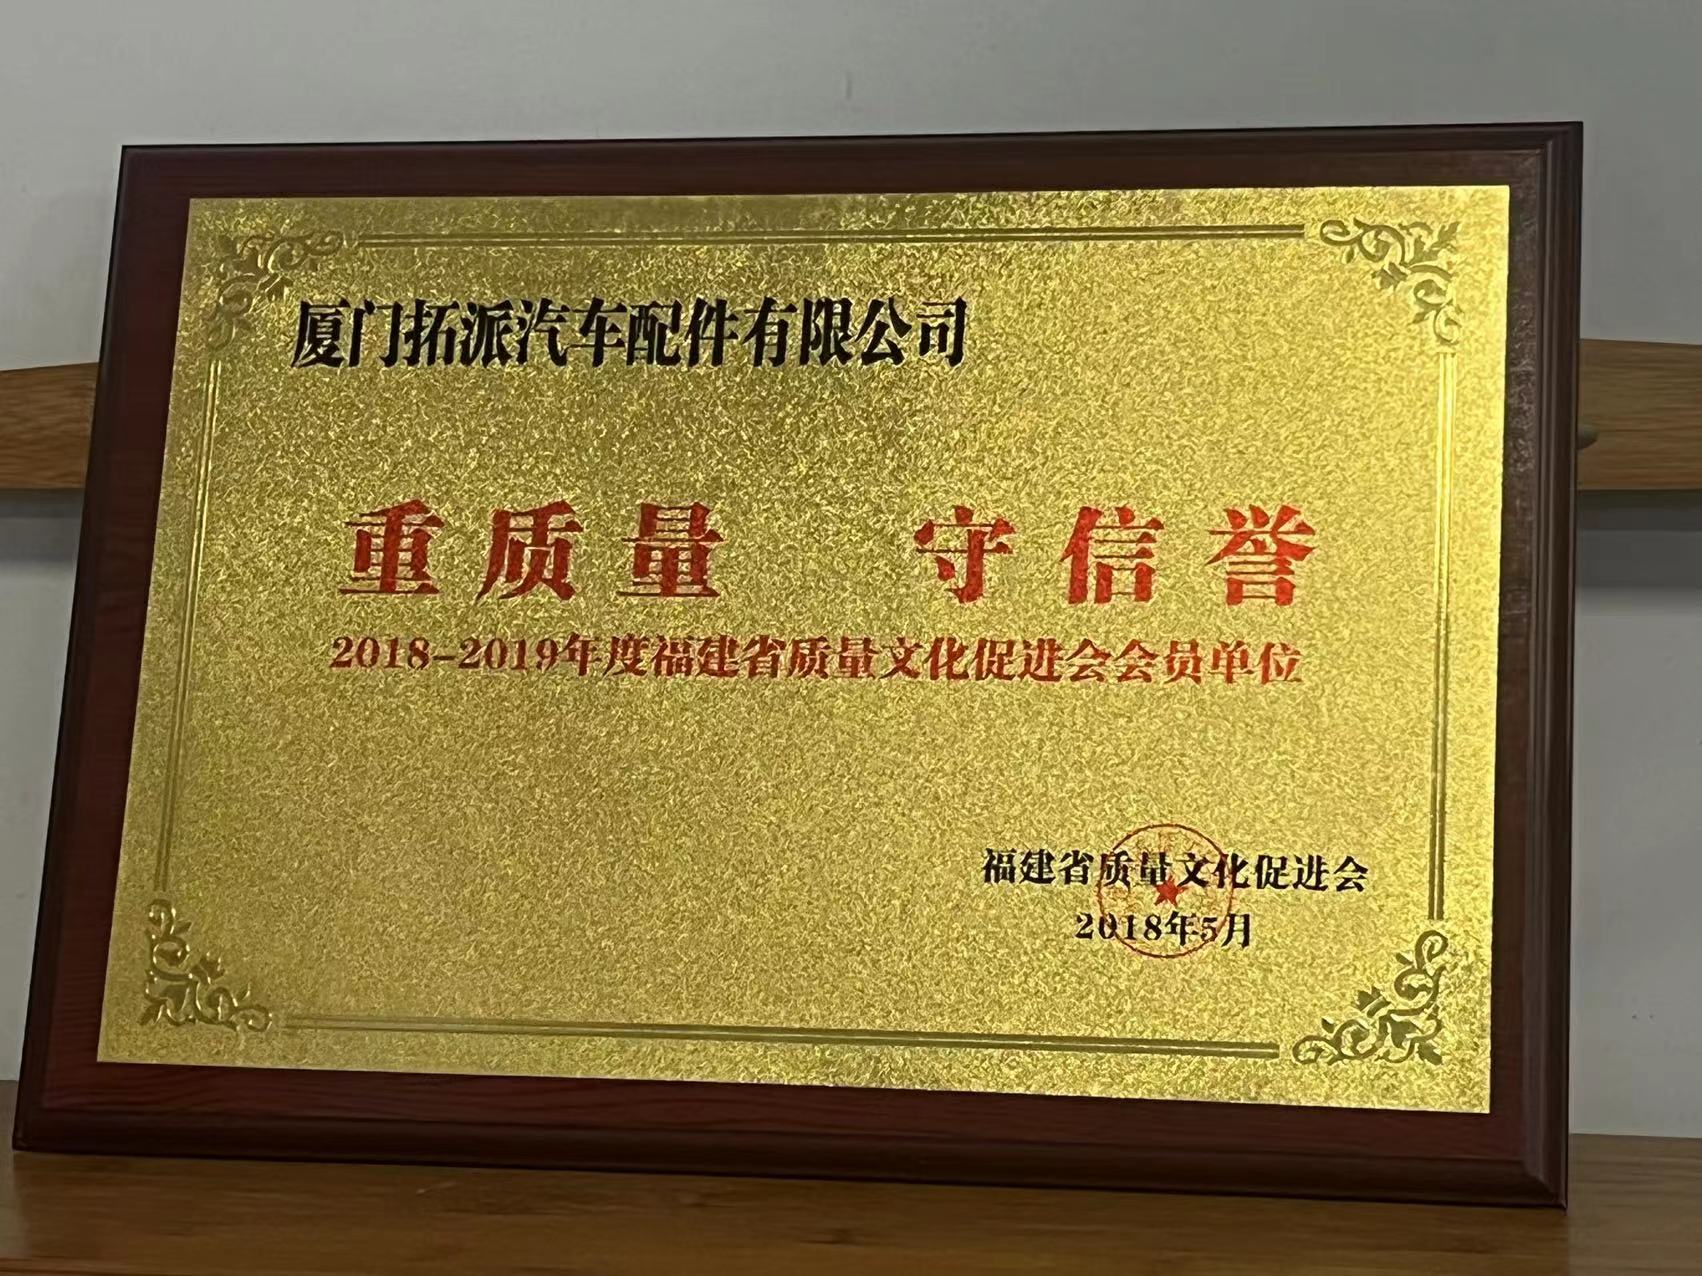 厦门拓派汽车配件有限公司
重质量 守信誉
2018-2019年度福建省质量文化促进会会员单位
福建省质量文化促进会
2018年5月